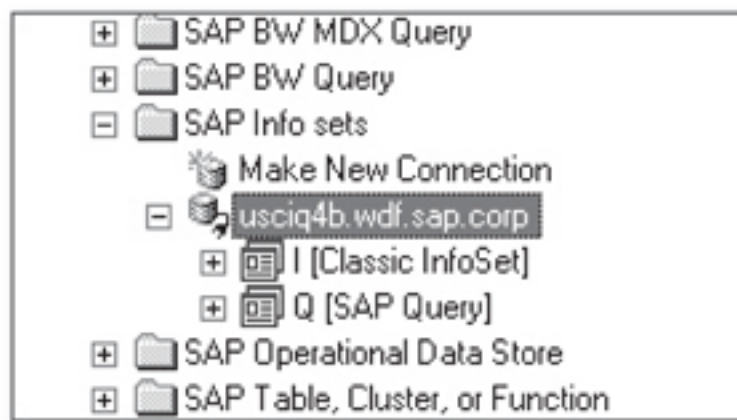 SAP BW MDX Query
SAP BW Query
SAP Info sets
Make New Connection
usciq4b.wdf.sap.corp
I [Classic InfoSet]
Q [SAP Query]
SAP Operational Data Store
SAP Table, Cluster, or Function